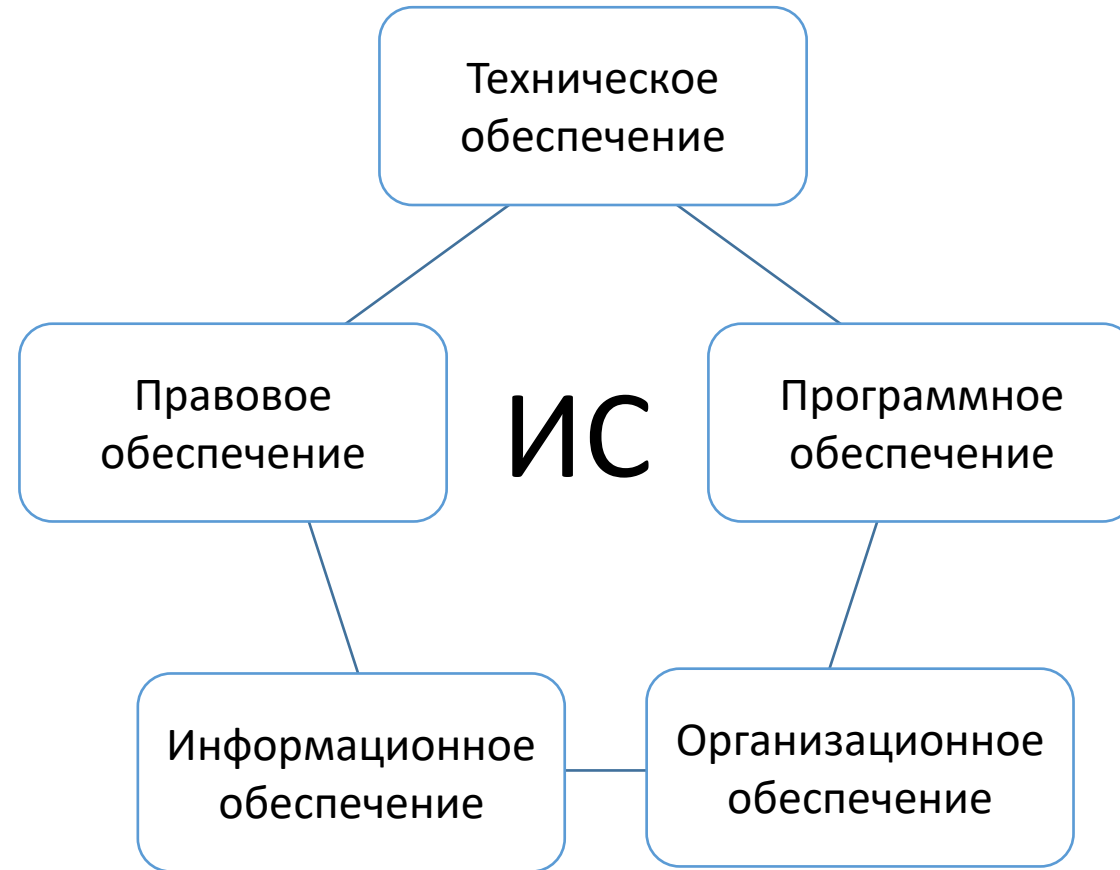 Техническое
обеспечение
Правовое
обеспечение
ИС
Программное
обеспечение
Информационное
обеспечение
Организационное
обеспечение